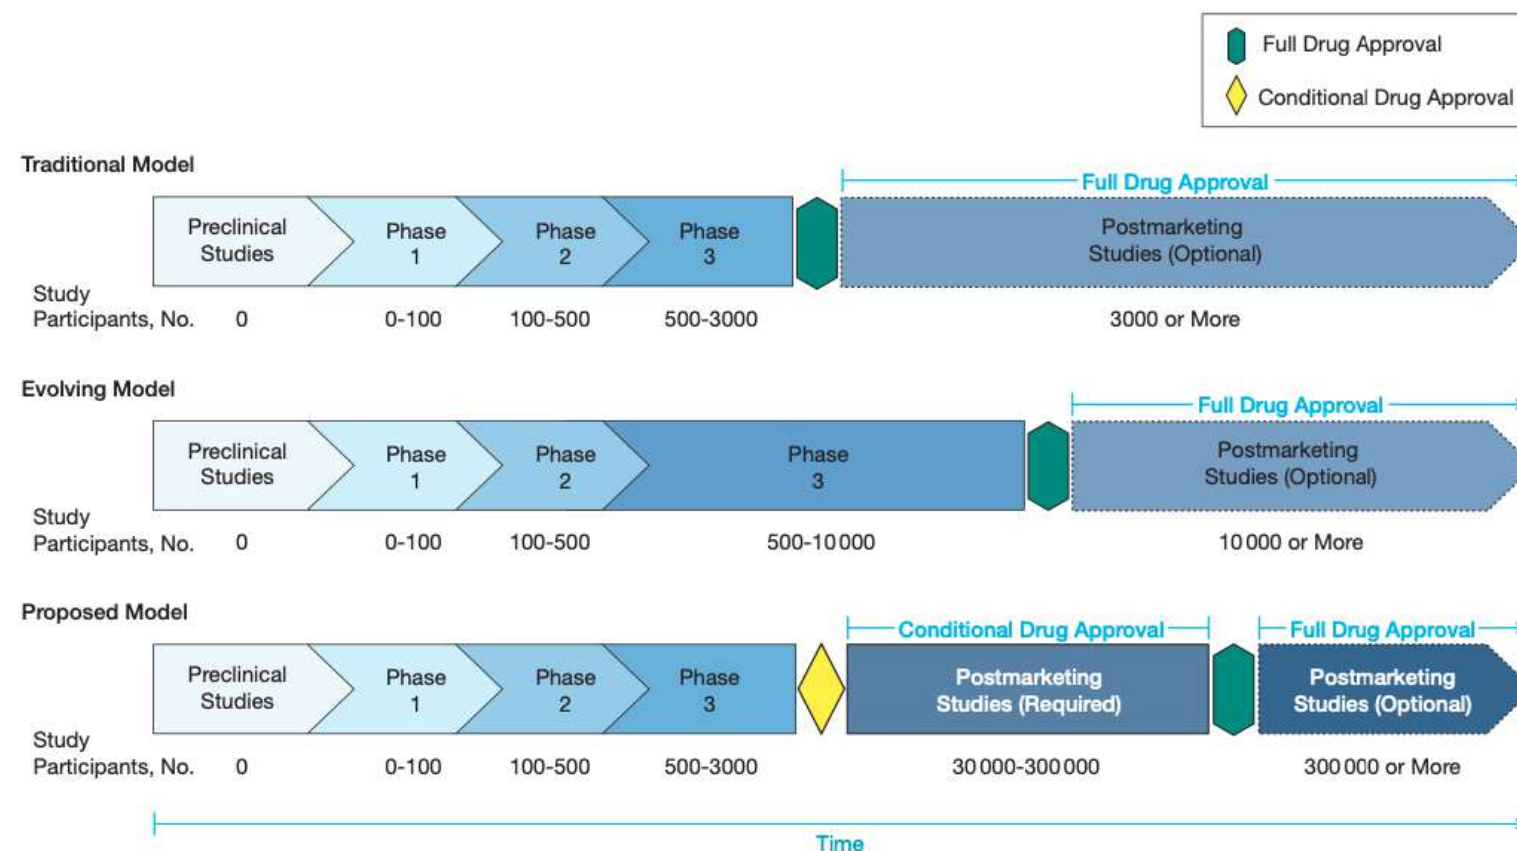 Full Drug Approval
Conditional Drug Approval
Traditional Model
Full Drug Approval
Preclinical
Studies
Phase
1
Phase
2
Phase
3
Postmarketing
Studies (Optional)
Study
Participants, No.
0
0-100
100-500
500-3000
3000 or More
Evolving Model
Full Drug Approval
Preclinical
Studies
Phase
1
Phase
2
Phase
3
Postmarketing
Studies (Optional)
Study
Participants, No.
0
0-100
100-500
500-10 000
10 000 or More
Proposed Model
Conditional Drug Approval
Full Drug Approval
Preclinical
Studies
Phase
1
Phase
2
Phase
3
Postmarketing
Studies (Required)
Postmarketing
Studies (Optional)
Study
Participants, No.
0
0-100
100-500
500-3000
30 000-300 000
300 000 or More
Time